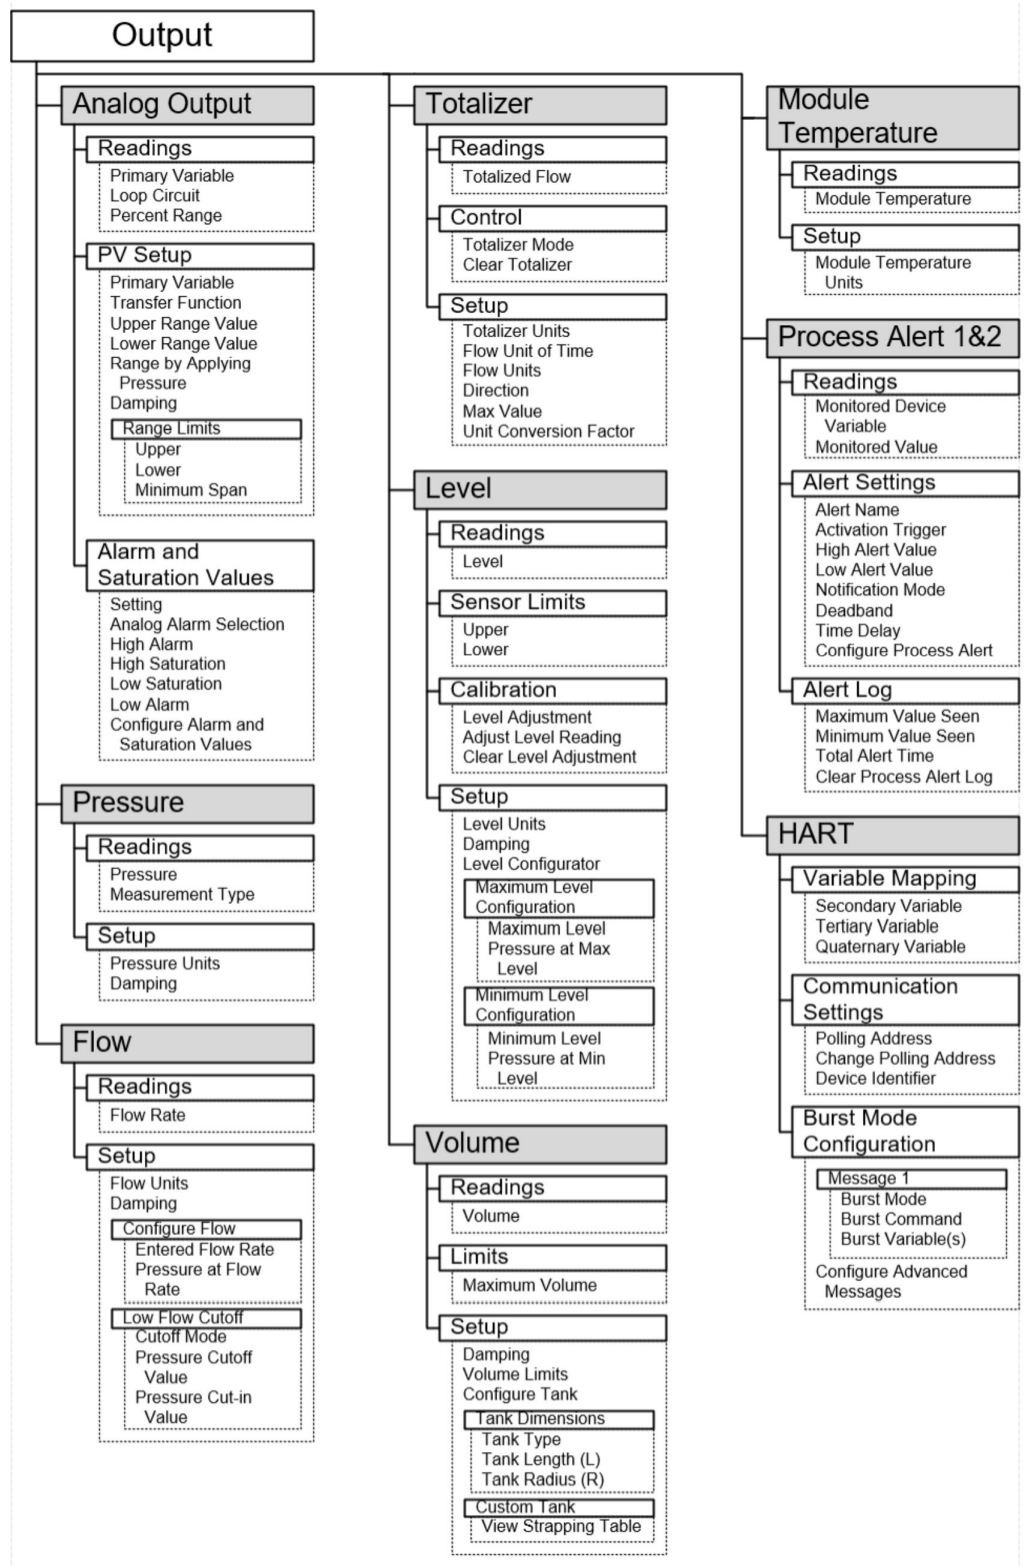 Output
Analog Output
Readings
Primary Variable
Loop Circuit
Percent Range
PV Setup
Primary Variable
Transfer Function
Upper Range Value
Lower Range Value
Range by Applying
Pressure
Damping
Range Limits
Upper
Lower
Minimum Span
Alarm and
Saturation Values
Setting
Analog Alarm Selection
High Alarm
High Saturation
Low Saturation
Low Alarm
Configure Alarm and
Saturation Values
Pressure
Readings
Pressure
Measurement Type
Setup
Pressure Units
Damping
Flow
Readings
Flow Rate
Setup
Flow Units
Damping
Configure Flow
Entered Flow Rate
Pressure at Flow
Rate
Low Flow Cutoff
Cutoff Mode
Pressure Cutoff
Value
Pressure Cut-in
Value
Totalizer
Readings
Totalized Flow
Control
Totalizer Mode
Clear Totalizer
Setup
Totalizer Units
Flow Unit of Time
Flow Units
Direction
Max Value
Unit Conversion Factor
Level
Readings
Level
Sensor Limits
Upper
Lower
Calibration
Level Adjustment
Adjust Level Reading
Clear Level Adjustment
Setup
Level Units
Damping
Level Configurator
Maximum Level
Configuration
Maximum Level
Pressure at Max
Level
Minimum Level
Configuration
Minimum Level
Pressure at Min
Level
Volume
Readings
Volume
Limits
Maximum Volume
Setup
Damping
Volume Limits
Configure Tank
Tank Dimensions
Tank Type
Tank Length (L)
Tank Radius (R)
Custom Tank
View Strapping Table
Module
Temperature
Readings
Module Temperature
Setup
Module Temperature
Units
Process Alert 1&2
Readings
Monitored Device
Variable
Monitored Value
Alert Settings
Alert Name
Activation Trigger
High Alert Value
Low Alert Value
Notification Mode
Deadband
Time Delay
Configure Process Alert
Alert Log
Maximum Value Seen
Minimum Value Seen
Total Alert Time
Clear Process Alert Log
HART
Variable Mapping
Secondary Variable
Tertiary Variable
Quaternary Variable
Communication
Settings
Polling Address
Change Polling Address
Device Identifier
Burst Mode
Configuration
Message 1
Burst Mode
Burst Command
Burst Variable(s)
Configure Advanced
Messages